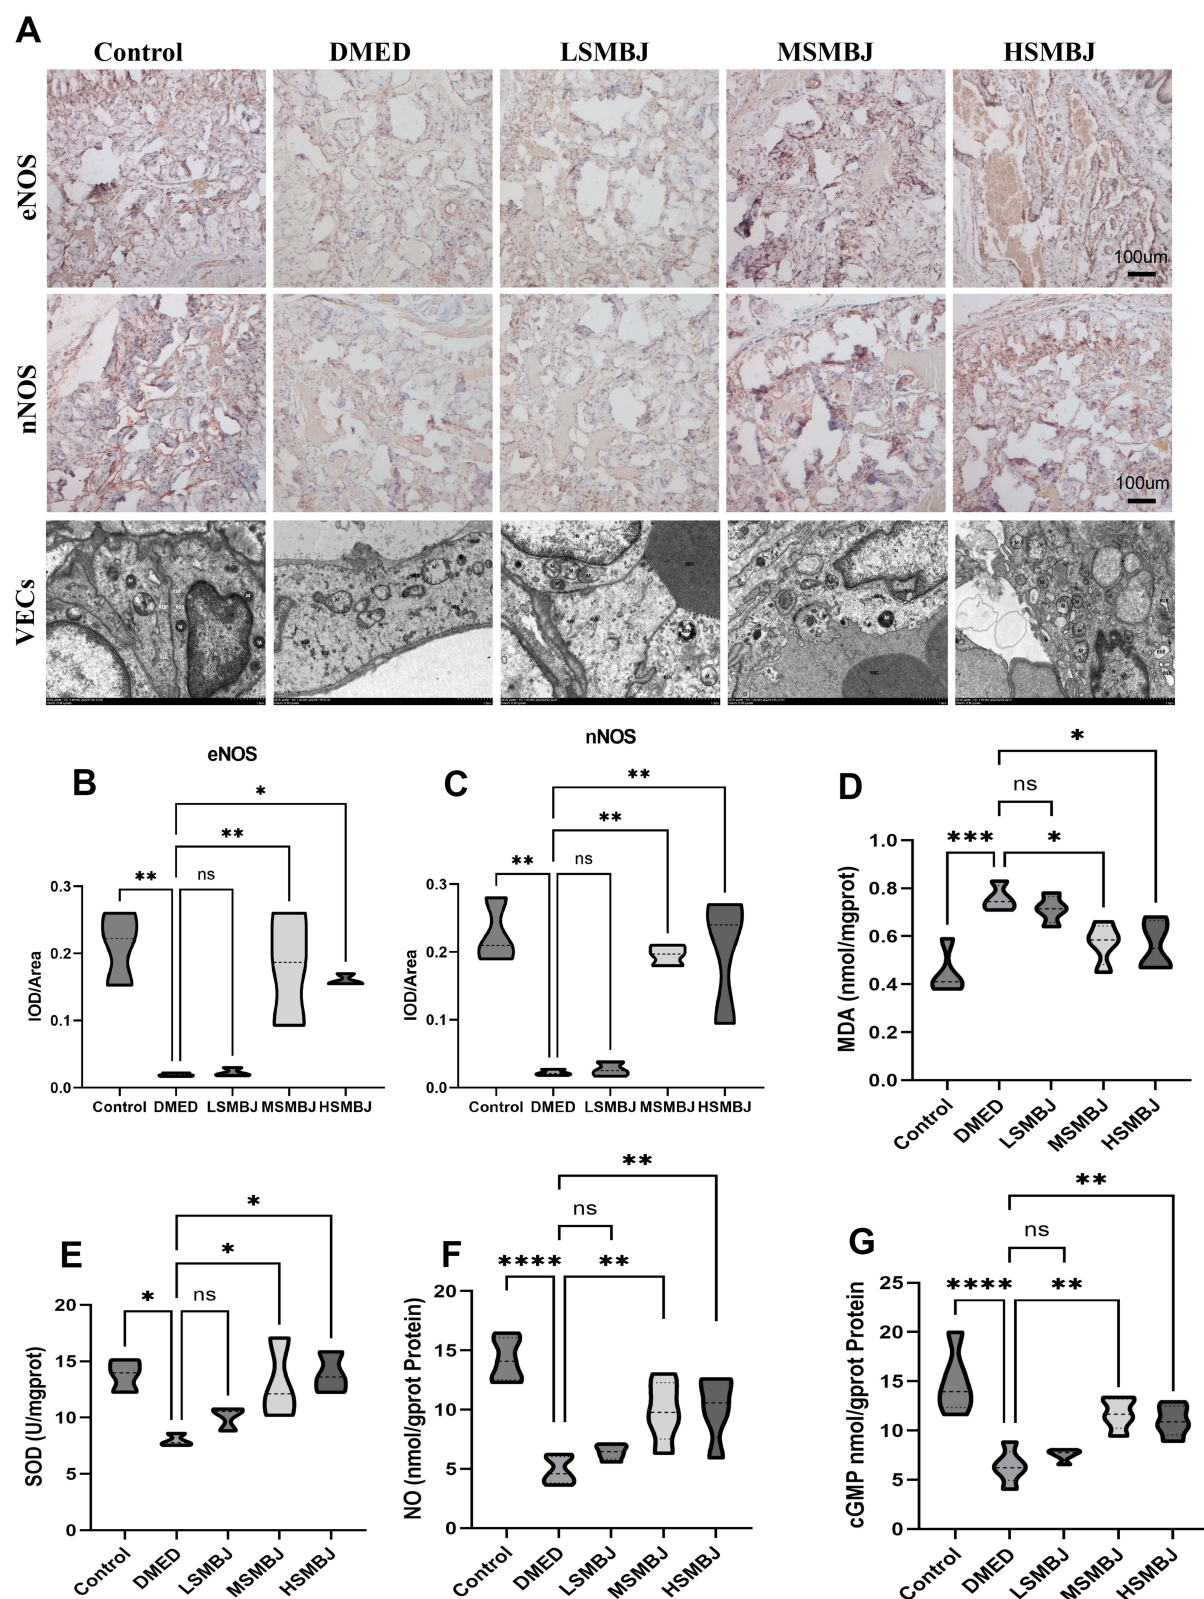 A
Control DMED LSMBJ MSMBJ HSMBJ
eNOS
100um
nNOS
100um
VECs
B
eNOS
*
**
** ns
IOD/Area
0.3
0.2
0.1
0.0
Control DMED LSMBJ MSMBJ HSMBJ
C
nNOS
**
**
** ns
IOD/Area
0.3
0.2
0.1
0.0
Control DMED LSMBJ MSMBJ HSMBJ
D
*
ns
*** *
MDA (nmol/mgprot)
1.0
0.8
0.6
0.4
0.2
0.0
Control DMED LSMBJ MSMBJ HSMBJ
E
*
*
* ns
SOD (U/mgprot)
20
15
10
5
0
Control DMED LSMBJ MSMBJ HSMBJ
F
**
ns
**** **
NO (nmol/gprot Protein)
20
15
10
5
0
Control DMED LSMBJ MSMBJ HSMBJ
G
**
ns
**** **
cGMP nmol/gprot Protein
25
20
15
10
5
0
Control DMED LSMBJ MSMBJ HSMBJ